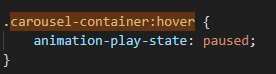 .carousel-container:hover {
    animation-play-state: paused;
}